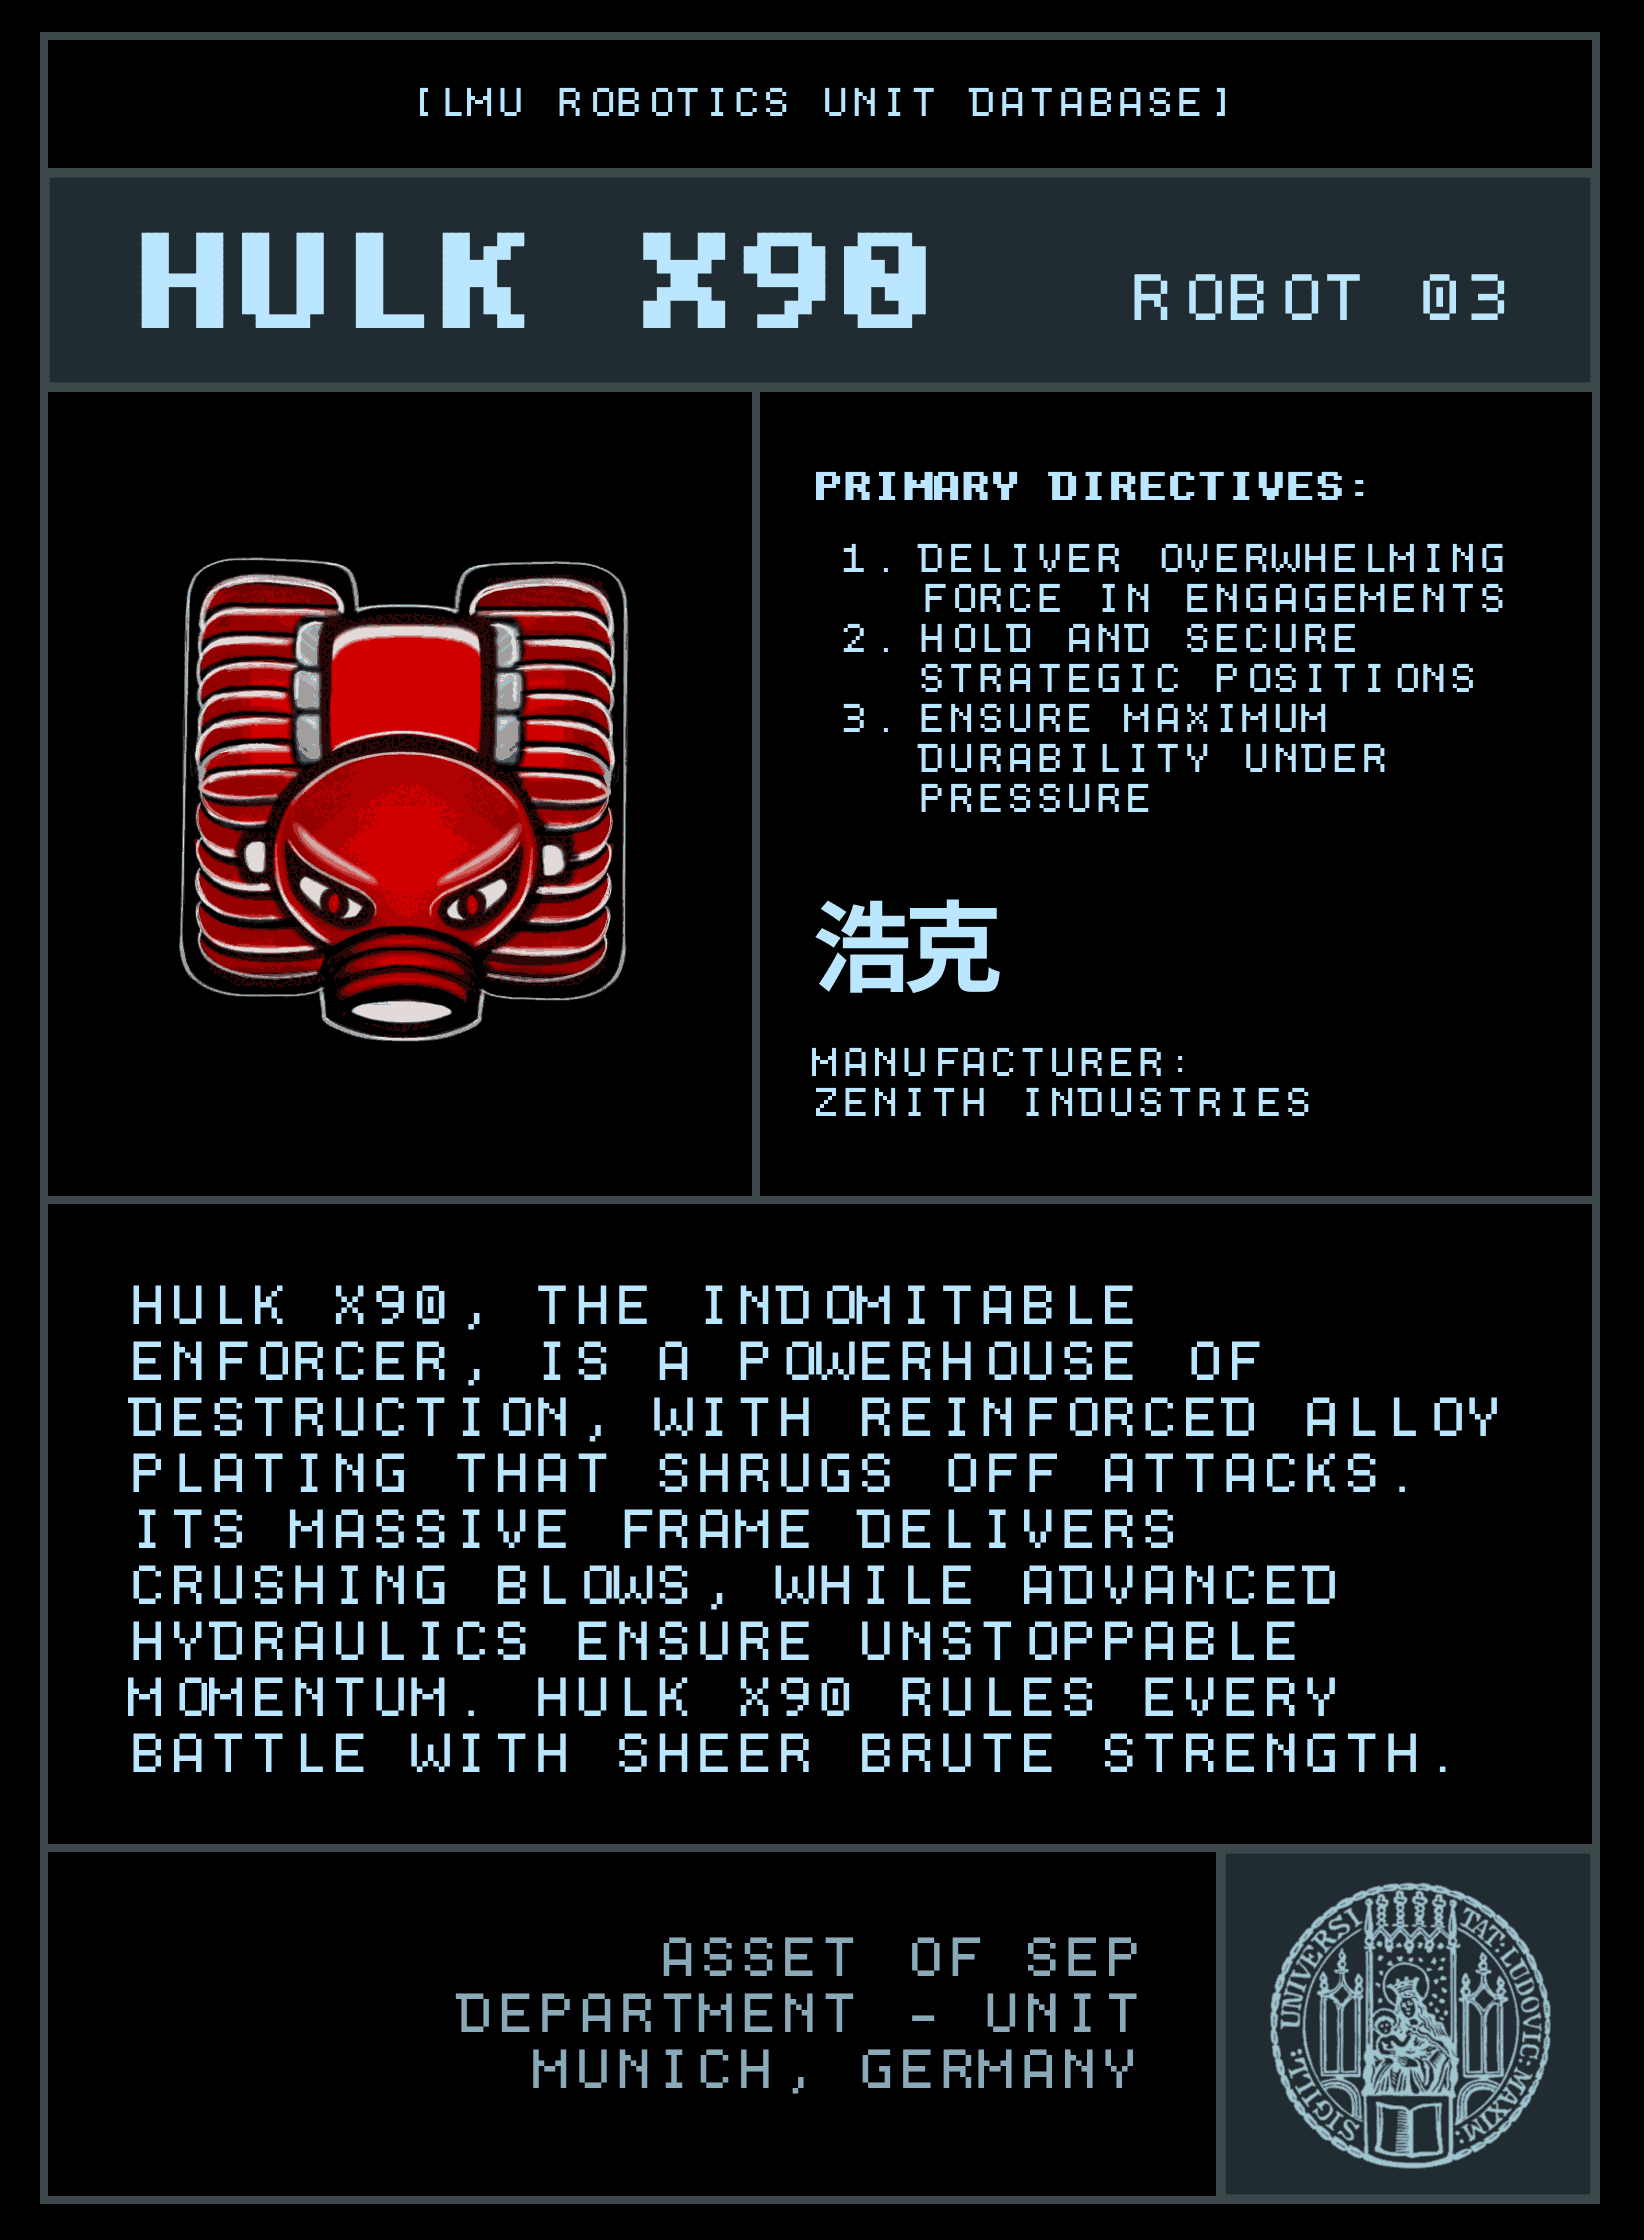 [LMU ROBOTICS UNIT DATABASE]
HULK X90
ROBOT 03
PRIMARY DIRECTIVES:
1. DELIVER OVERWHELMING
FORCE IN ENGAGEMENTS
2. HOLD AND SECURE
STRATEGIC POSITIONS
3. ENSURE MAXIMUM
DURABILITY UNDER
PRESSURE
浩克
MANUFACTURER:
ZENITH INDUSTRIES
HULK X90, THE INDOMITABLE
ENFORCER, IS A POWERHOUSE OF
DESTRUCTION, WITH REINFORCED ALLOY
PLATING THAT SHRUGS OFF ATTACKS.
ITS MASSIVE FRAME DELIVERS
CRUSHING BLOWS, WHILE ADVANCED
HYDRAULICS ENSURE UNSTOPPABLE
MOMENTUM. HULK X90 RULES EVERY
BATTLE WITH SHEER BRUTE STRENGTH.
ASSET OF SEP
DEPARTMENT - UNIT
MUNICH, GERMANY
SIGILT: UNIVERSITAT: LUDOVIC: MAXIM: